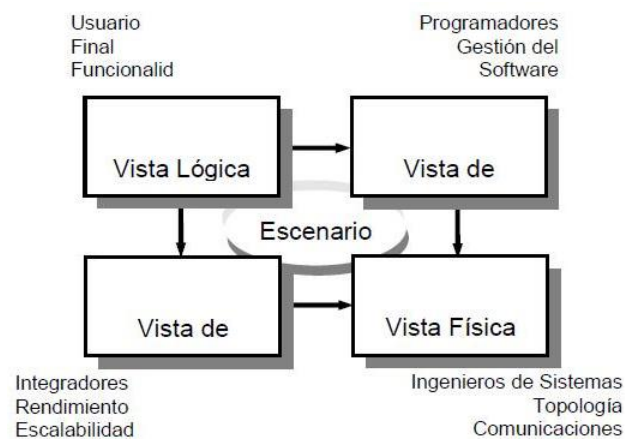 Usuario
Final
Funcionalid
Programadores
Gestión del
Software
Vista Lógica
Vista de
Escenario
Vista de
Vista Física
Integradores
Rendimiento
Escalabilidad
Ingenieros de Sistemas
Topología
Comunicaciones